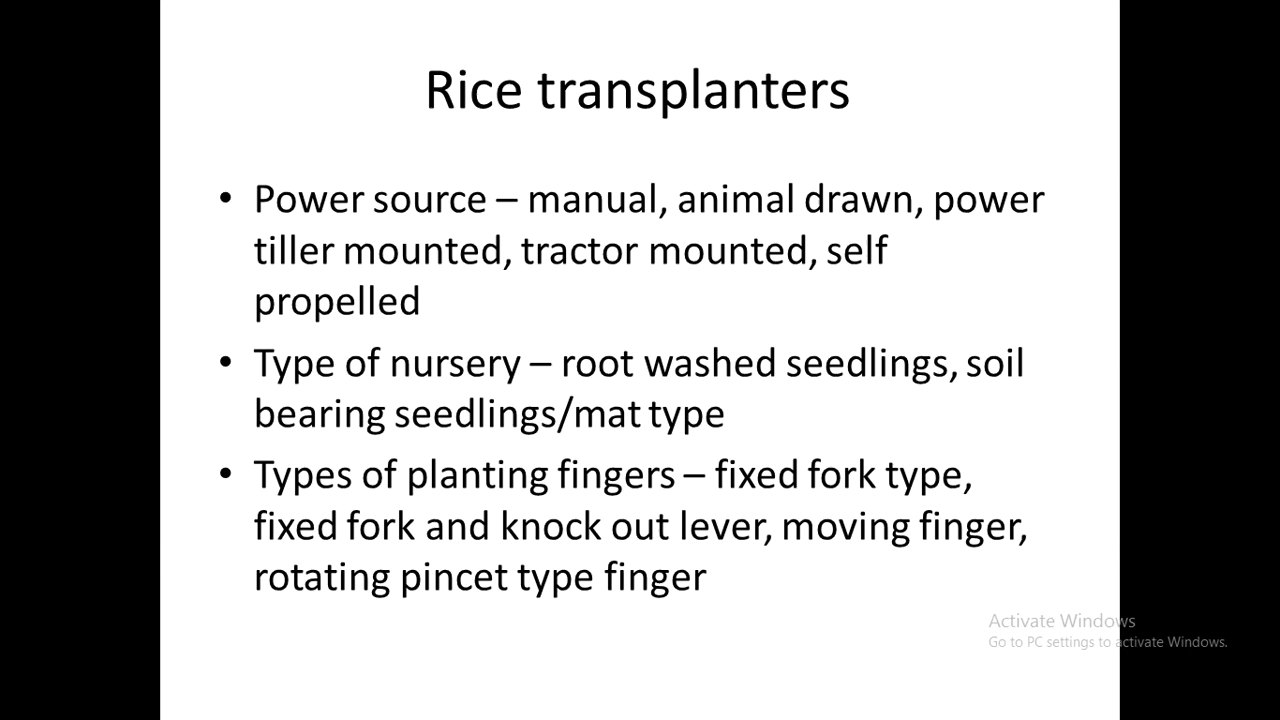 Rice transplanters
• Power source – manual, animal drawn, power
tiller mounted, tractor mounted, self
propelled
• Type of nursery – root washed seedlings, soil
bearing seedlings/mat type
• Types of planting fingers – fixed fork type,
fixed fork and knock out lever, moving finger,
rotating pincet type finger
Activate Windows
Go to PC settings to activate Windows.